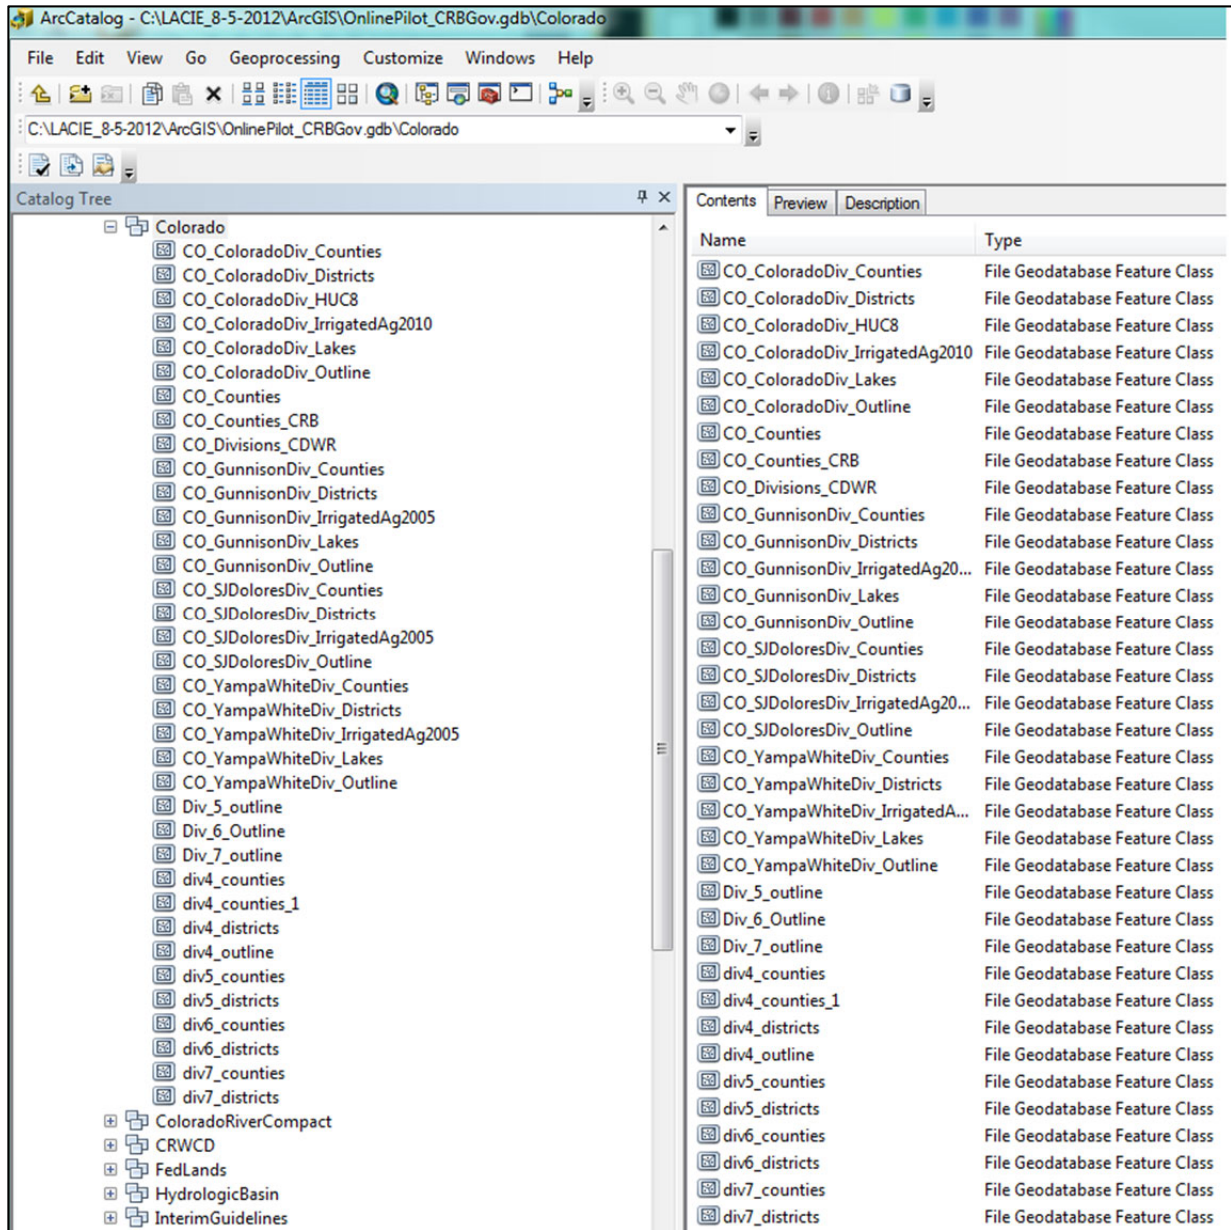 ArcCatalog - C:\LACIE_8-5-2012\ArcGIS\OnlinePilot_CRBGov.gdb\Colorado
File Edit View Go Geoprocessing Customize Windows Help
C:\LACIE_8-5-2012\ArcGIS\OnlinePilot_CRBGov.gdb\Colorado
Catalog Tree
Colorado
CO_ColoradoDiv_Counties
CO_ColoradoDiv_Districts
CO_ColoradoDiv_HUC8
CO_ColoradoDiv_IrrigatedAg2010
CO_ColoradoDiv_Lakes
CO_ColoradoDiv_Outline
CO_Counties
CO_Counties_CRB
CO_Divisions_CDWR
CO_GunnisonDiv_Counties
CO_GunnisonDiv_Districts
CO_GunnisonDiv_IrrigatedAg2005
CO_GunnisonDiv_Lakes
CO_GunnisonDiv_Outline
CO_SJDoloresDiv_Counties
CO_SJDoloresDiv_Districts
CO_SJDoloresDiv_IrrigatedAg2005
CO_SJDoloresDiv_Outline
CO_YampaWhiteDiv_Counties
CO_YampaWhiteDiv_Districts
CO_YampaWhiteDiv_IrrigatedAg2005
CO_YampaWhiteDiv_Lakes
CO_YampaWhiteDiv_Outline
Div_5_outline
Div_6_Outline
Div_7_outline
div4_counties
div4_counties_1
div4_districts
div4_outline
div5_counties
div5_districts
div6_counties
div6_districts
div7_counties
div7_districts
ColoradoRiverCompact
CRWCD
FedLands
HydrologicBasin
InterimGuidelines
Contents Preview Description
Name Type
CO_ColoradoDiv_Counties File Geodatabase Feature Class
CO_ColoradoDiv_Districts File Geodatabase Feature Class
CO_ColoradoDiv_HUC8 File Geodatabase Feature Class
CO_ColoradoDiv_IrrigatedAg2010 File Geodatabase Feature Class
CO_ColoradoDiv_Lakes File Geodatabase Feature Class
CO_ColoradoDiv_Outline File Geodatabase Feature Class
CO_Counties File Geodatabase Feature Class
CO_Counties_CRB File Geodatabase Feature Class
CO_Divisions_CDWR File Geodatabase Feature Class
CO_GunnisonDiv_Counties File Geodatabase Feature Class
CO_GunnisonDiv_Districts File Geodatabase Feature Class
CO_GunnisonDiv_IrrigatedAg20... File Geodatabase Feature Class
CO_GunnisonDiv_Lakes File Geodatabase Feature Class
CO_GunnisonDiv_Outline File Geodatabase Feature Class
CO_SJDoloresDiv_Counties File Geodatabase Feature Class
CO_SJDoloresDiv_Districts File Geodatabase Feature Class
CO_SJDoloresDiv_IrrigatedAg20... File Geodatabase Feature Class
CO_SJDoloresDiv_Outline File Geodatabase Feature Class
CO_YampaWhiteDiv_Counties File Geodatabase Feature Class
CO_YampaWhiteDiv_Districts File Geodatabase Feature Class
CO_YampaWhiteDiv_IrrigatedA... File Geodatabase Feature Class
CO_YampaWhiteDiv_Lakes File Geodatabase Feature Class
CO_YampaWhiteDiv_Outline File Geodatabase Feature Class
Div_5_outline File Geodatabase Feature Class
Div_6_Outline File Geodatabase Feature Class
Div_7_outline File Geodatabase Feature Class
div4_counties File Geodatabase Feature Class
div4_counties_1 File Geodatabase Feature Class
div4_districts File Geodatabase Feature Class
div4_outline File Geodatabase Feature Class
div5_counties File Geodatabase Feature Class
div5_districts File Geodatabase Feature Class
div6_counties File Geodatabase Feature Class
div6_districts File Geodatabase Feature Class
div7_counties File Geodatabase Feature Class
div7_districts File Geodatabase Feature Class